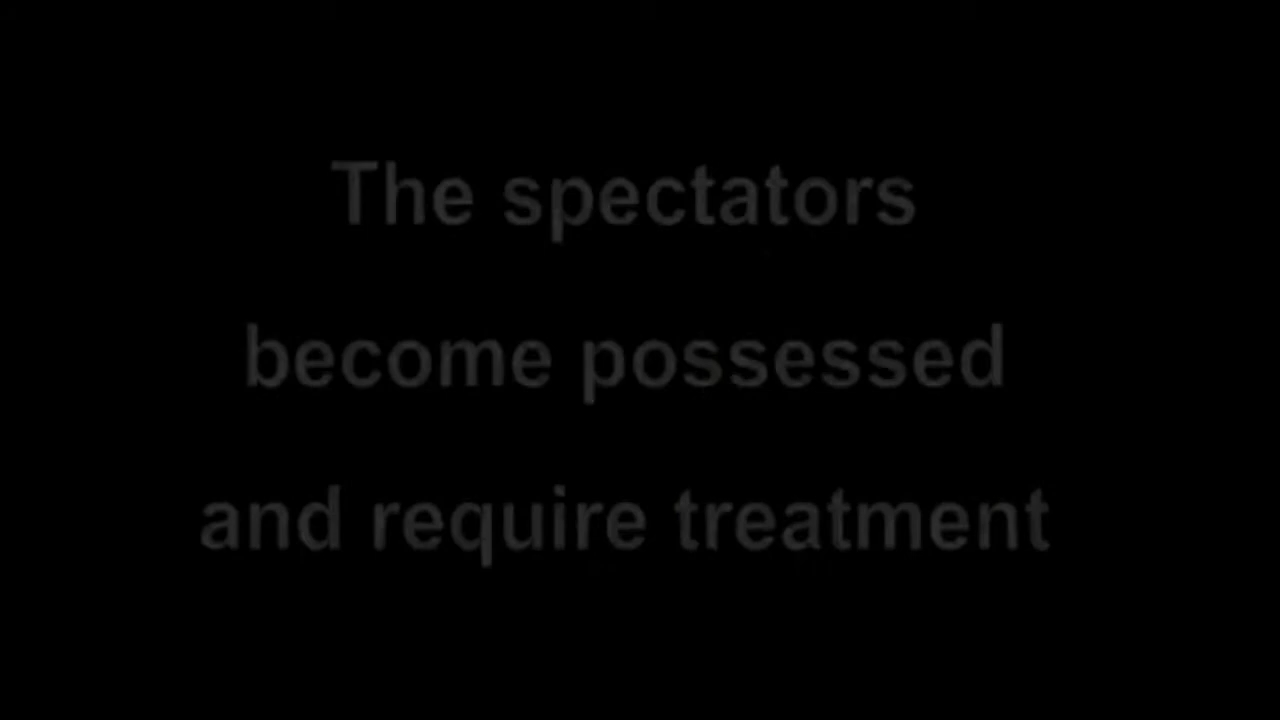 The spectators
become possessed
and require treatment